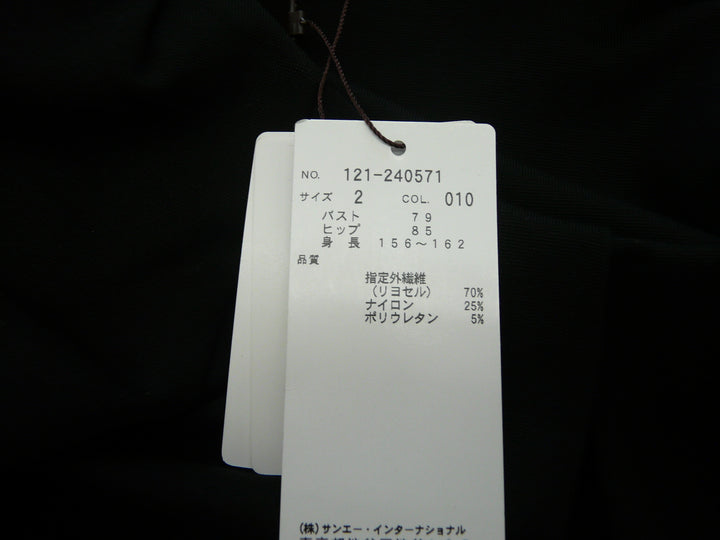 NO. 121-240571
サイズ 2 COL. 010
バスト 79
ヒップ 85
身長 156～162
品質
指定外繊維
(リヨセル) 70%
ナイロン 25%
ポリウレタン 5%
(株)サンエー・インターナショナル